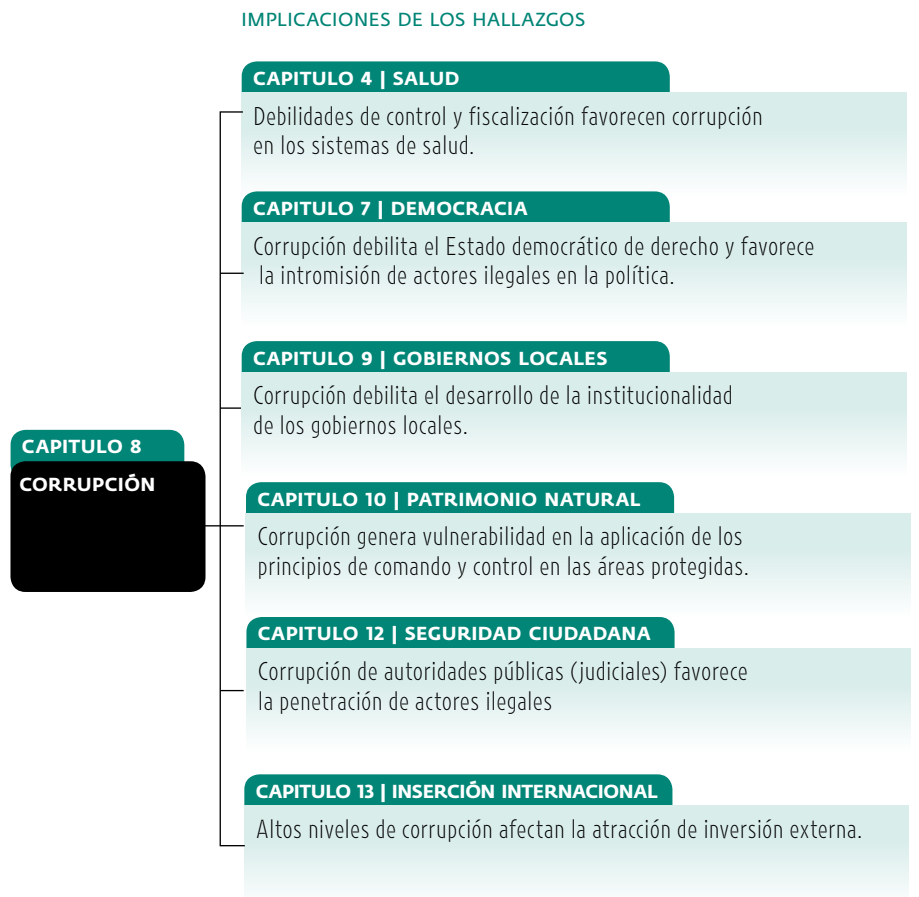 IMPLICACIONES DE LOS HALLAZGOS
CAPITULO 4 | SALUD
Debilidades de control y fiscalización favorecen corrupción
en los sistemas de salud.
CAPITULO 7 | DEMOCRACIA
Corrupción debilita el Estado democrático de derecho y favorece
la intromisión de actores ilegales en la política.
CAPITULO 9 | GOBIERNOS LOCALES
Corrupción debilita el desarrollo de la institucionalidad
de los gobiernos locales.
CAPITULO 8
CORRUPCIÓN
CAPITULO 10 | PATRIMONIO NATURAL
Corrupción genera vulnerabilidad en la aplicación de los
principios de comando y control en las áreas protegidas.
CAPITULO 12 | SEGURIDAD CIUDADANA
Corrupción de autoridades públicas (judiciales) favorece
la penetración de actores ilegales
CAPITULO 13 | INSERCIÓN INTERNACIONAL
Altos niveles de corrupción afectan la atracción de inversión externa.